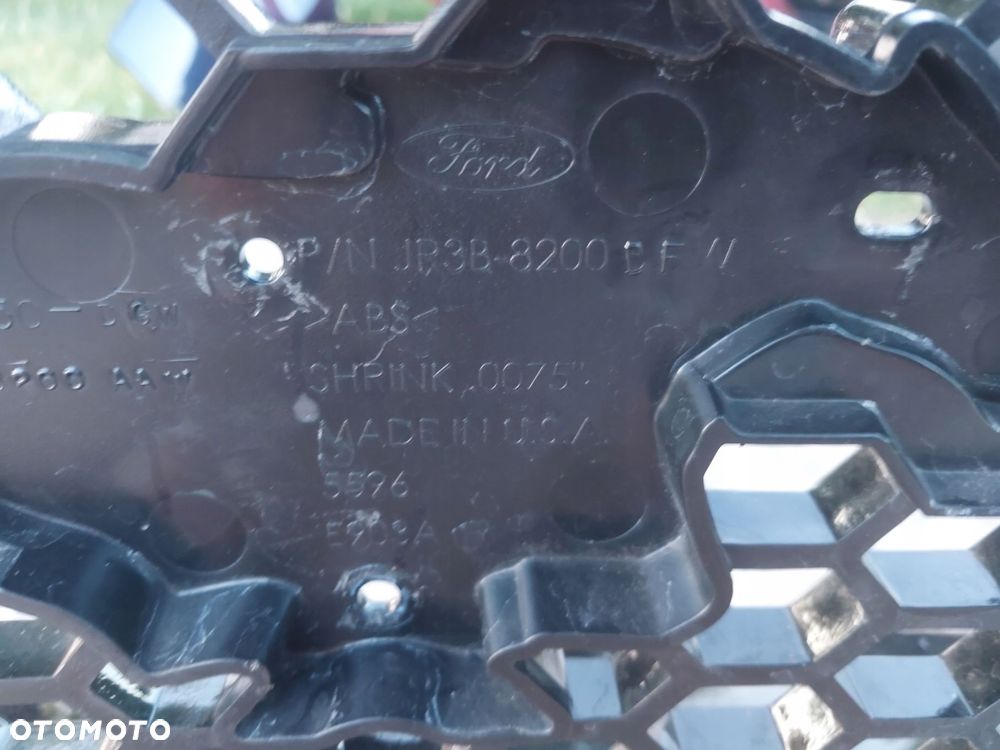 Ford
P/N JR3B-8200 F W
>ABS<
SHRINK .0075"
MADE IN U.S.A.
5596
OTOMOTO